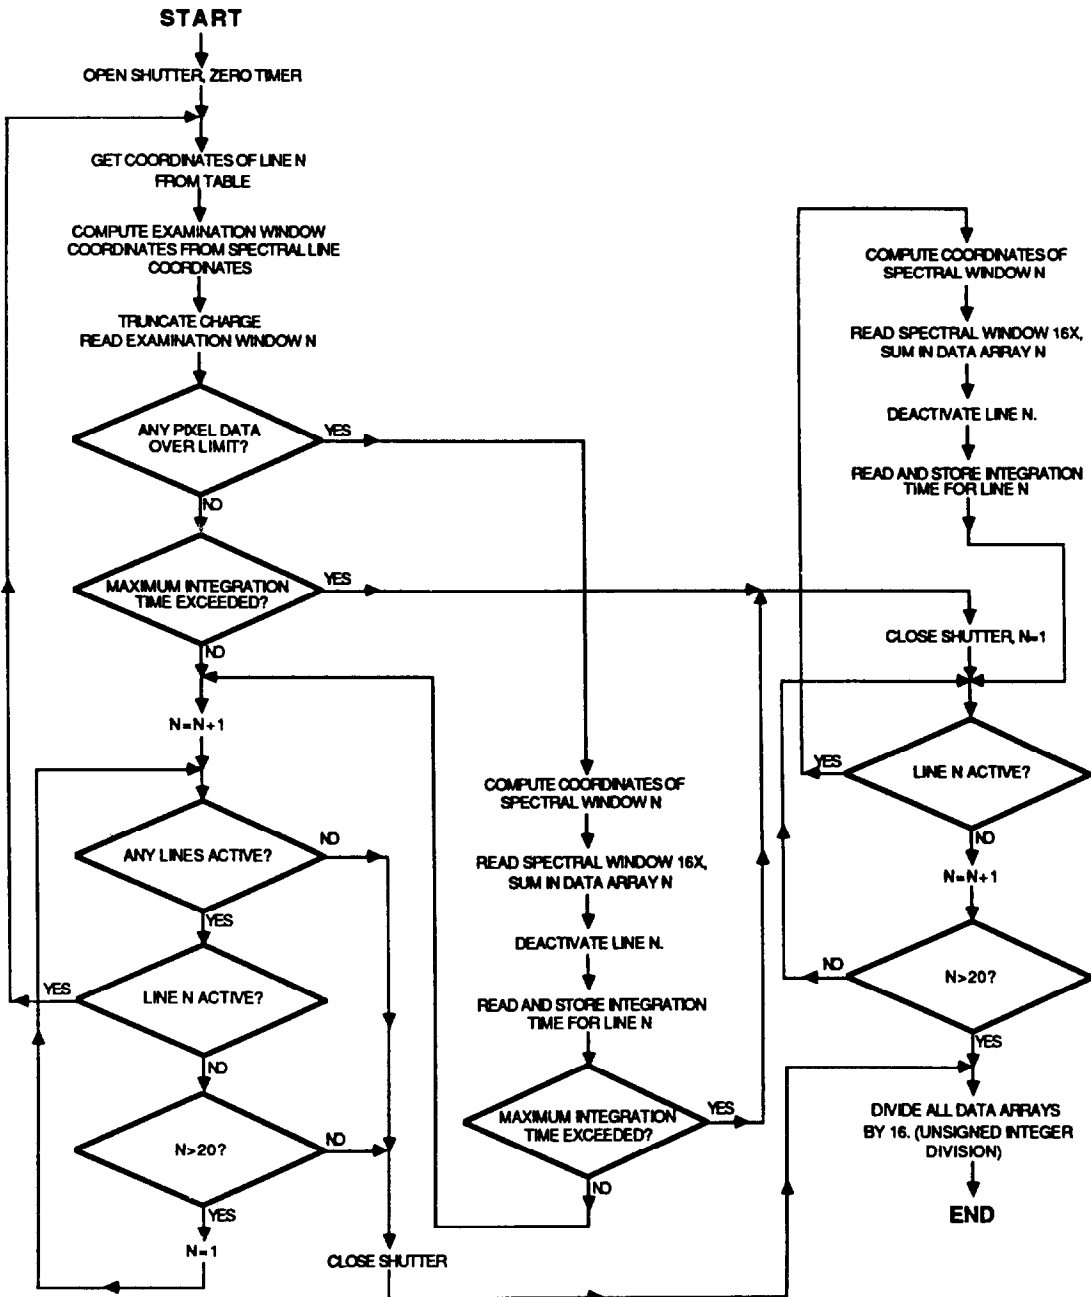 START
OPEN SHUTTER, ZERO TIMER
GET COORDINATES OF LINE N
FROM TABLE
COMPUTE EXAMINATION WINDOW
COORDINATES FROM SPECTRAL LINE
COORDINATES
TRUNCATE CHARGE
READ EXAMINATION WINDOW N
ANY PIXEL DATA
OVER LIMIT?
YES
NO
MAXIMUM INTEGRATION
TIME EXCEEDED?
YES
NO
N=N+1
ANY LINES ACTIVE?
NO
YES
LINE N ACTIVE?
YES
NO
N>20?
NO
YES
N=1
CLOSE SHUTTER
COMPUTE COORDINATES OF
SPECTRAL WINDOW N
READ SPECTRAL WINDOW 16X,
SUM IN DATA ARRAY N
DEACTIVATE LINE N.
READ AND STORE INTEGRATION
TIME FOR LINE N
MAXIMUM INTEGRATION
TIME EXCEEDED?
YES
NO
COMPUTE COORDINATES OF
SPECTRAL WINDOW N
READ SPECTRAL WINDOW 16X,
SUM IN DATA ARRAY N
DEACTIVATE LINE N.
READ AND STORE INTEGRATION
TIME FOR LINE N
CLOSE SHUTTER, N=1
LINE N ACTIVE?
YES
NO
N=N+1
N>20?
NO
YES
DIVIDE ALL DATA ARRAYS
BY 16. (UNSIGNED INTEGER
DIVISION)
END